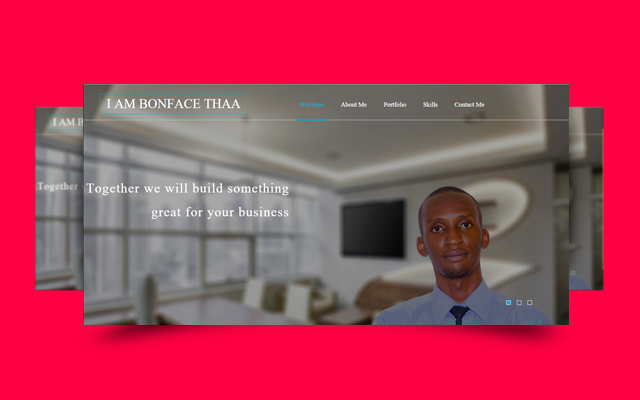 I AM BONFACE THAA
Welcome
About Me
Portfolio
Skills
Contact Me
I AM B
Together we will build something
great for your business
Together